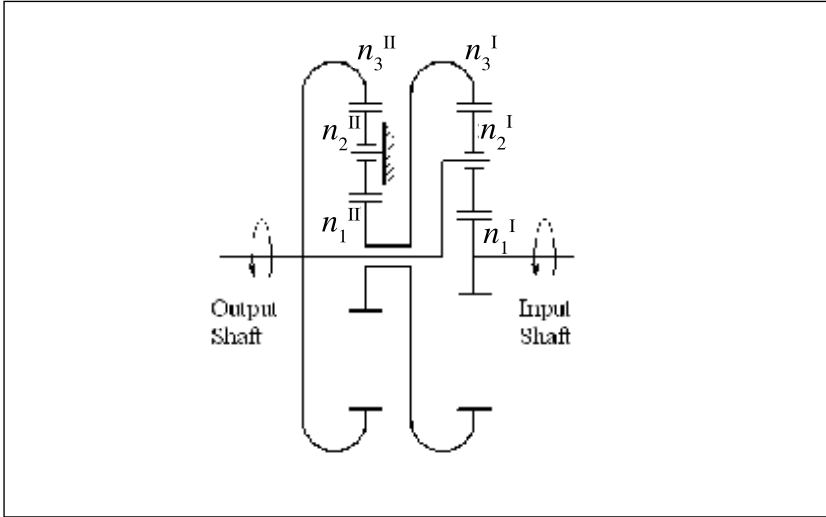 n₃ᴵᴵ
n₃ᴵ
n₂ᴵᴵ
n₂ᴵ
n₁ᴵᴵ
n₁ᴵ
Output
Shaft
Input
Shaft